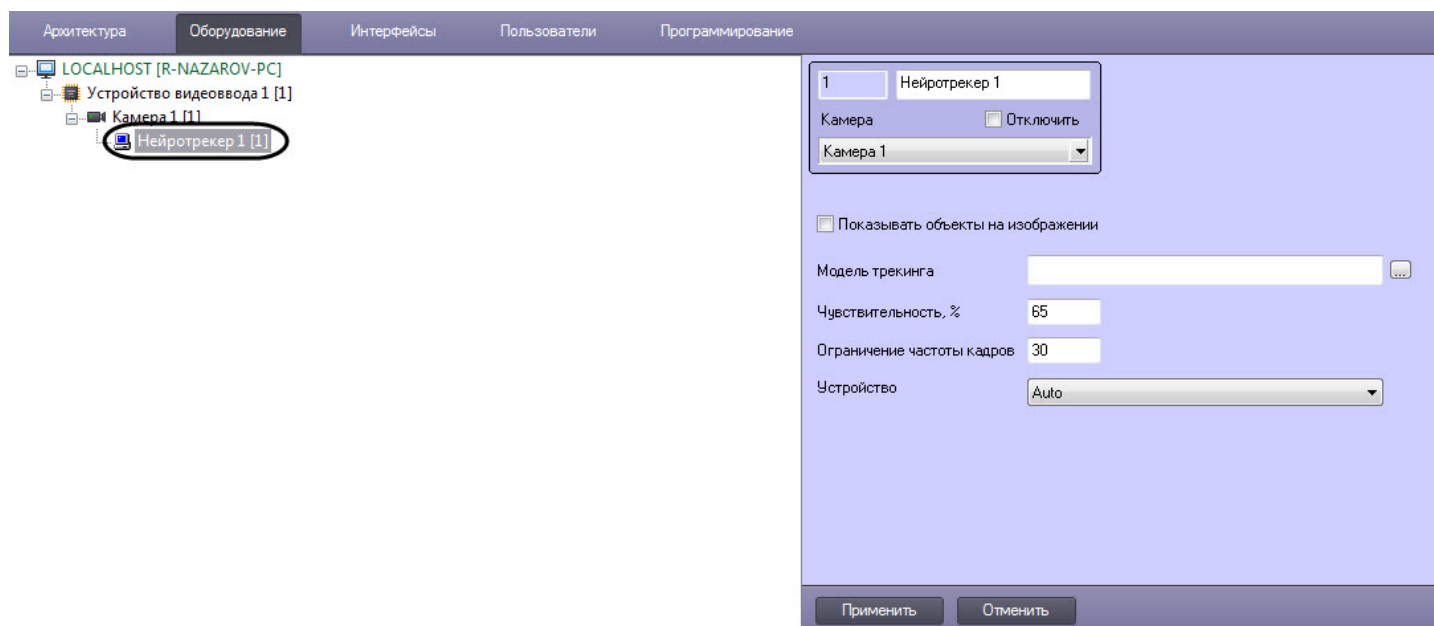 Архитектура Оборудование Интерфейсы Пользователи Программирование
LOCALHOST [R-NAZAROV-PC]
Устройство видеоввода 1 [1]
Камера 1 [1]
Нейротрекер 1 [1]
1 Нейротрекер 1
Камера Отключить
Камера 1
Показывать объекты на изображении
Модель трекинга ...
Чувствительность, % 65
Ограничение частоты кадров 30
Устройство Auto
Применить Отменить